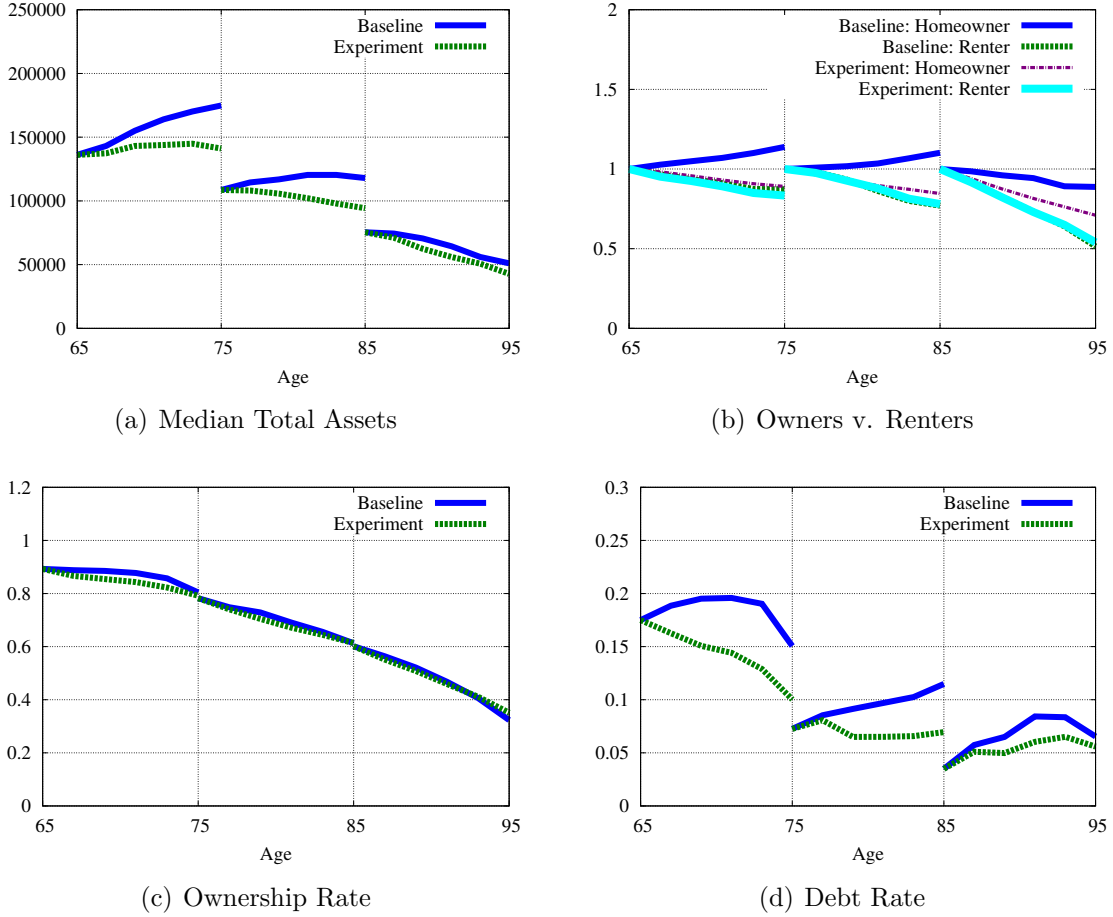 250000
200000
150000
100000
50000
0
65 75 85 95
Age
Baseline
Experiment
(a) Median Total Assets
2
1.5
1
0.5
0
65 75 85 95
Age
Baseline: Homeowner
Baseline: Renter
Experiment: Homeowner
Experiment: Renter
(b) Owners v. Renters
1.2
1
0.8
0.6
0.4
0.2
0
65 75 85 95
Age
Baseline
Experiment
(c) Ownership Rate
0.3
0.25
0.2
0.15
0.1
0.05
0
65 75 85 95
Age
Baseline
Experiment
(d) Debt Rate